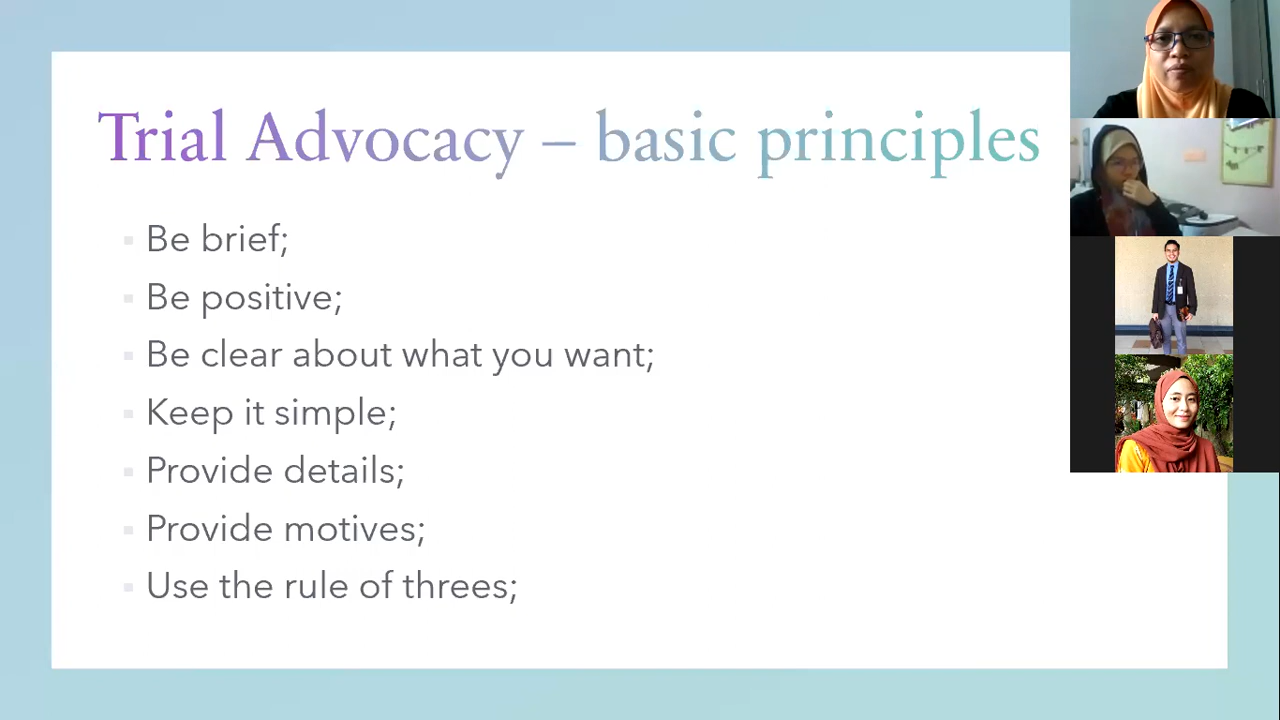 Trial Advocacy – basic principles
Be brief;
Be positive;
Be clear about what you want;
Keep it simple;
Provide details;
Provide motives;
Use the rule of threes;